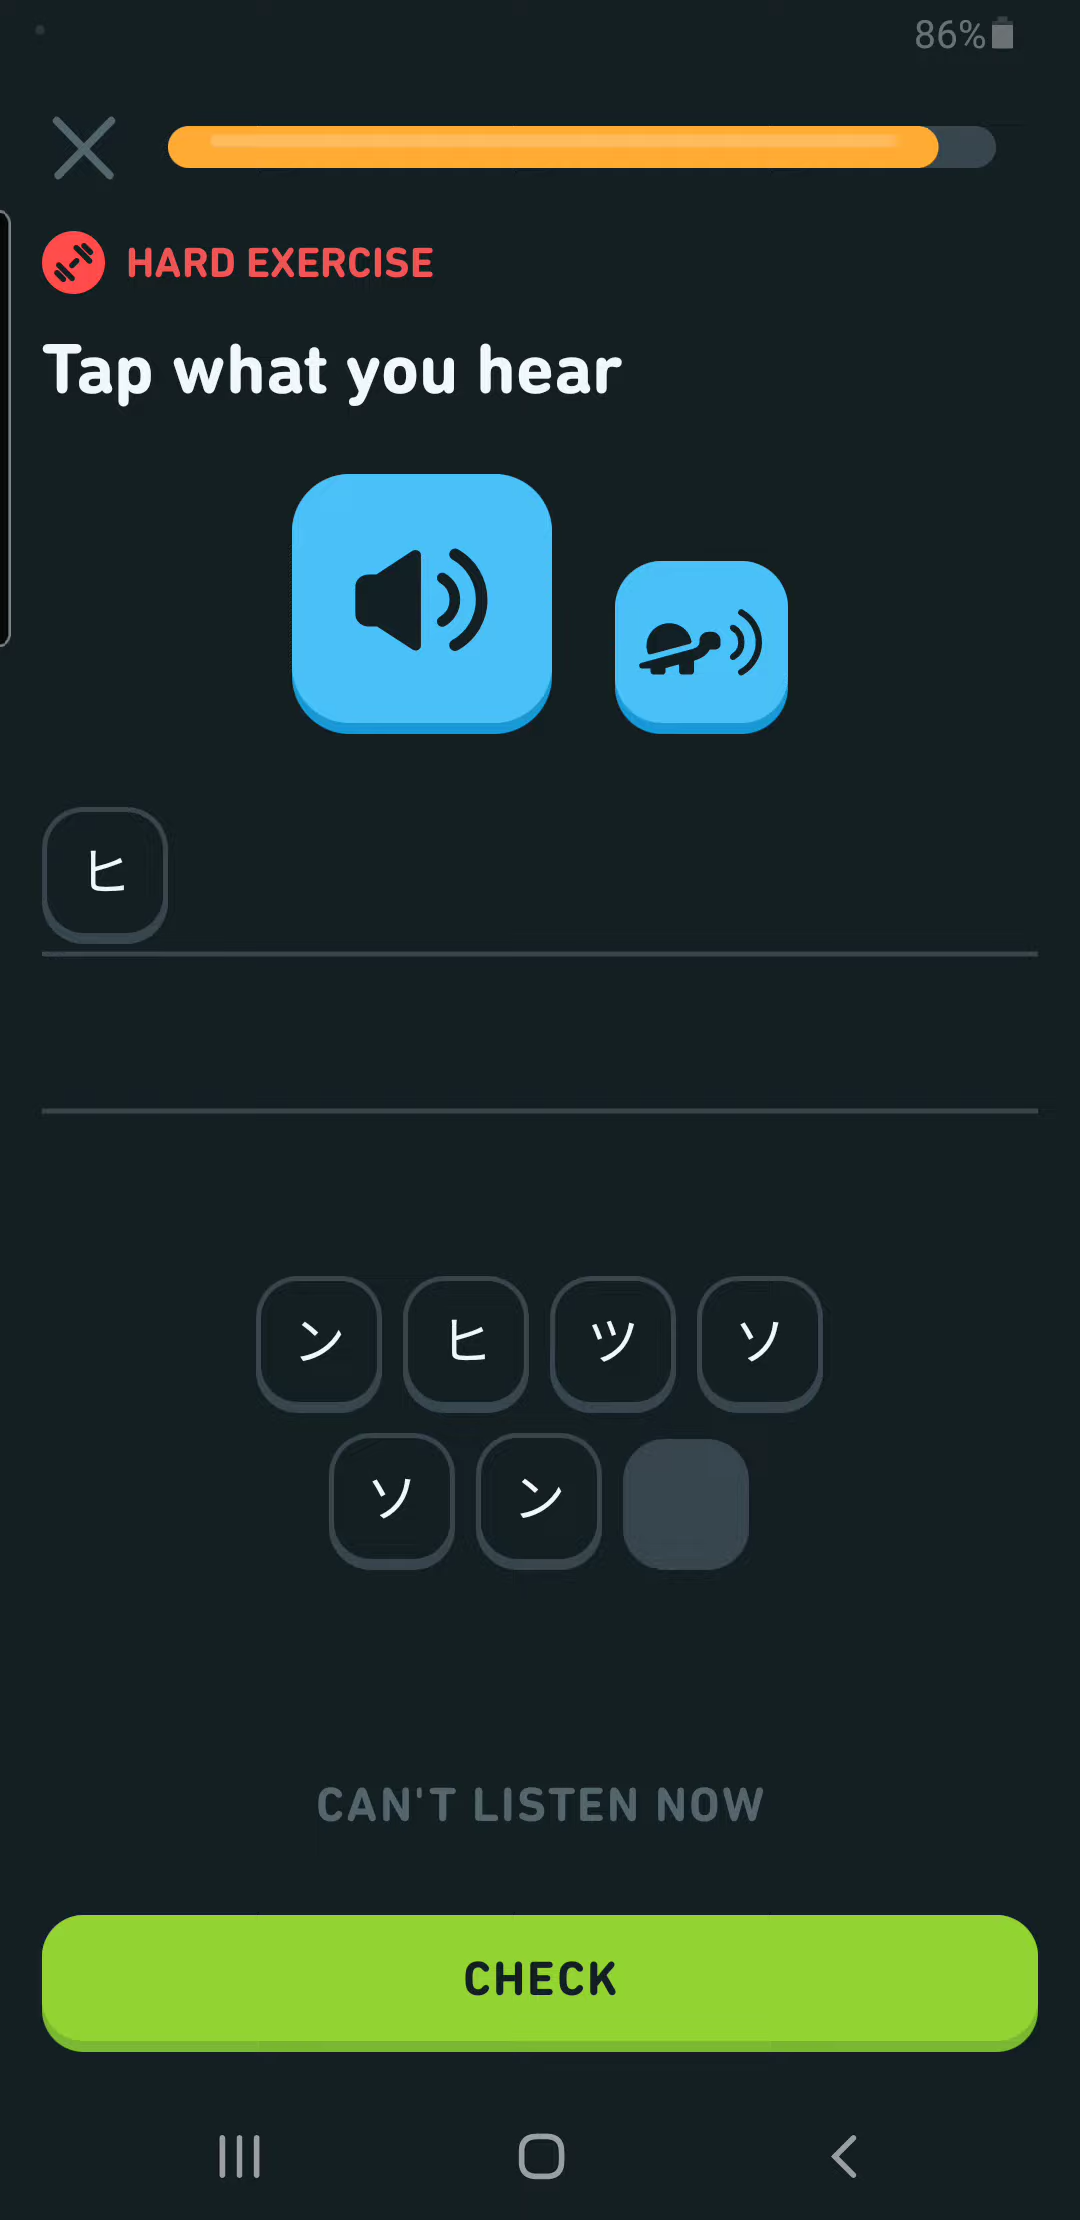 86%
HARD EXERCISE
Tap what you hear
ヒ
ン ヒ ツ ソ
ソ ン
CAN'T LISTEN NOW
CHECK